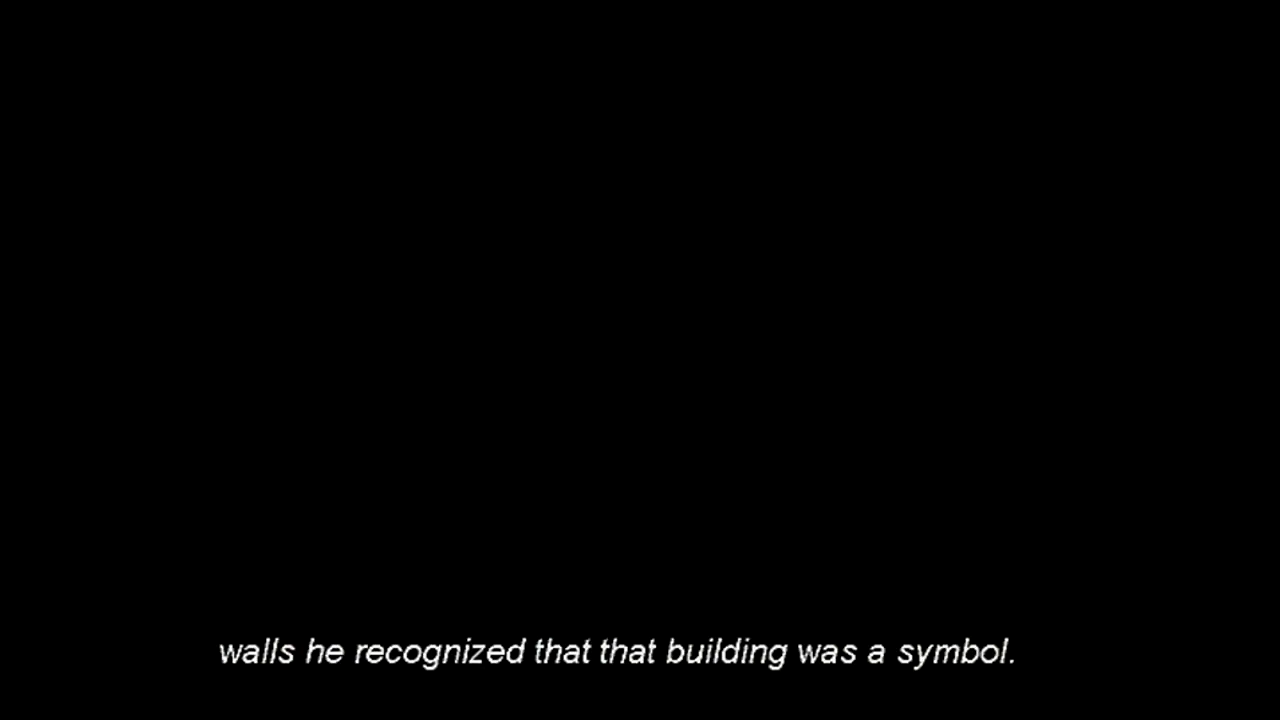 walls he recognized that that building was a symbol.